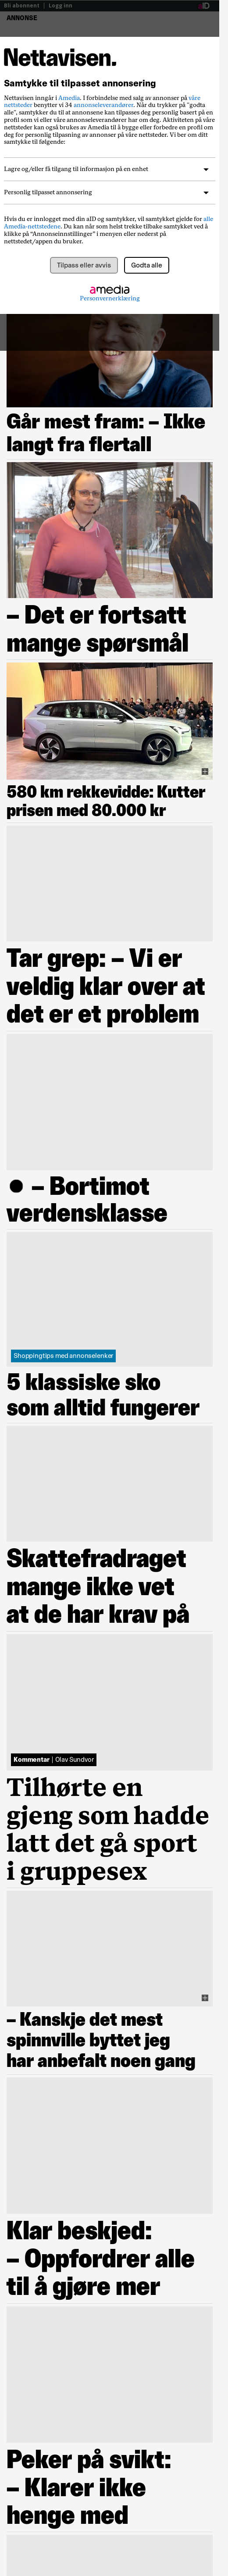 Bli abonnent | Logg inn
ANNONSE
Nettavisen.
Samtykke til tilpasset annonsering
Nettavisen inngår i Amedia. I forbindelse med salg av annonser på våre
nettsteder benytter vi 34 annonseleverandører. Når du trykker på "godta
alle", samtykker du til at annonsene kan tilpasses deg personlig basert på en
profil som vi eller våre annonseleverandører samler inn om deg. Aktiviteten din på våre
nettsteder kan også brukes av Amedia til å bygge eller forbedre en profil om
deg for personlig tilpasning av annonser på våre nettsteder. Vi ber om ditt
samtykke til følgende:
Lagre og/eller få tilgang til informasjon på en enhet
Personlig tilpasset annonsering
Hvis du er innlogget med din aID og samtykker, vil samtykket gjelde for alle
Amedia-nettstedene. Du kan når som helst trekke tilbake samtykket ved å
klikke på "Annonseinnstillinger" i menyen eller nederst på
nettstedet/appen du bruker.
Tilpass eller avvis
Godta alle
amedia
Personvernerklæring
Går mest fram: – Ikke
langt fra flertall
– Det er fortsatt
mange spørsmål
580 km rekkevidde: Kutter
prisen med 80.000 kr
Tar grep: – Vi er
veldig klar over at
det er et problem
● – Bortimot
verdensklasse
Shoppingtips med annonselenker
5 klassiske sko
som alltid fungerer
Skattefradraget
mange ikke vet
at de har krav på
Kommentar | Olav Sundvor
Tilhørte en
gjeng som hadde
latt det gå sport
i gruppesex
– Kanskje det mest
spinnville byttet jeg
har anbefalt noen gang
Klar beskjed:
– Oppfordrer alle
til å gjøre mer
Peker på svikt:
– Klarer ikke
henge med